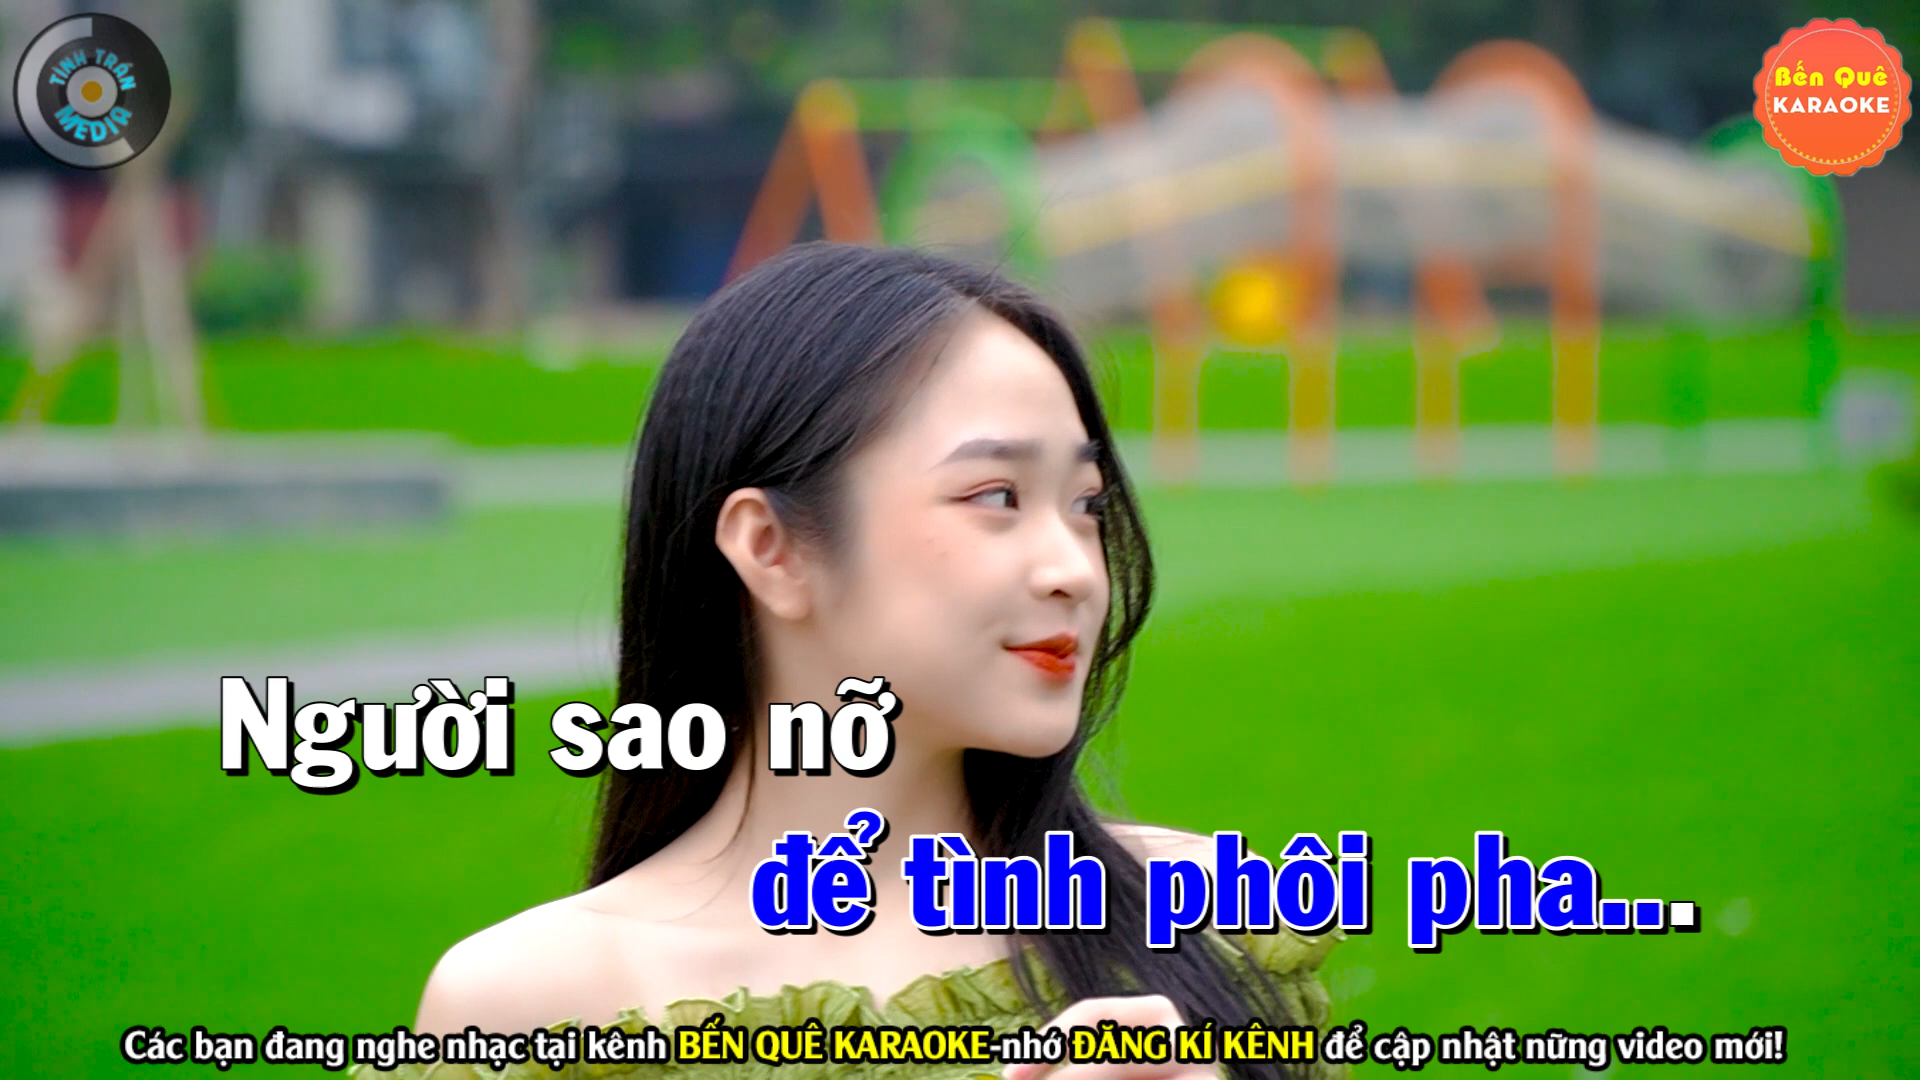 TÌNH TRẦN
MEDIA
Bến Quê
KARAOKE
Người sao nỡ
để tình phôi pha...
Các bạn đang nghe nhạc tại kênh BẾN QUÊ KARAOKE-nhớ ĐĂNG KÍ KÊNH để cập nhật nững video mới!